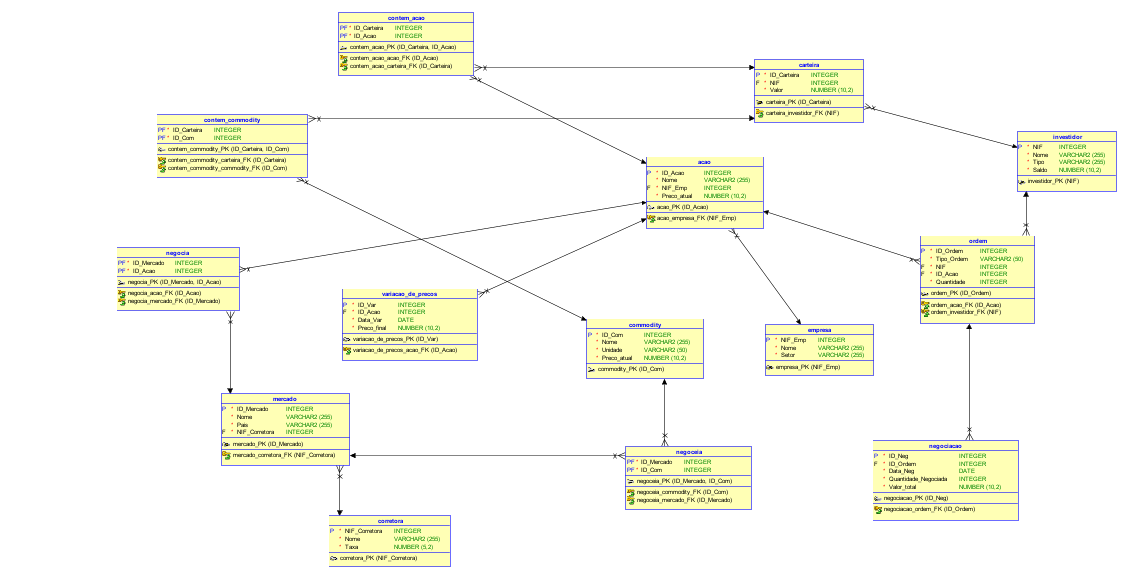 contem_acao
PF * ID_Carteira INTEGER
PF * ID_Acao INTEGER
contem_acao_PK (ID_Carteira, ID_Acao)
contem_acao_acao_FK (ID_Acao)
contem_acao_carteira_FK (ID_Carteira)
carteira
P * ID_Carteira INTEGER
F * NIF INTEGER
* Valor NUMBER (10,2)
carteira_PK (ID_Carteira)
carteira_investidor_FK (NIF)
contem_commodity
PF * ID_Carteira INTEGER
PF * ID_Com INTEGER
contem_commodity_PK (ID_Carteira, ID_Com)
contem_commodity_carteira_FK (ID_Carteira)
contem_commodity_commodity_FK (ID_Com)
investidor
P * NIF INTEGER
* Nome VARCHAR2 (255)
* Tipo VARCHAR2 (255)
* Saldo NUMBER (10,2)
investidor_PK (NIF)
acao
P * ID_Acao INTEGER
* Nome VARCHAR2 (255)
F * NIF_Emp INTEGER
* Preco_atual NUMBER (10,2)
acao_PK (ID_Acao)
acao_empresa_FK (NIF_Emp)
ordem
P * ID_Ordem INTEGER
* Tipo_Ordem VARCHAR2 (50)
F * NIF INTEGER
F * ID_Acao INTEGER
* Quantidade INTEGER
ordem_PK (ID_Ordem)
ordem_acao_FK (ID_Acao)
ordem_investidor_FK (NIF)
negocia
PF * ID_Mercado INTEGER
PF * ID_Acao INTEGER
negocia_PK (ID_Mercado, ID_Acao)
negocia_acao_FK (ID_Acao)
negocia_mercado_FK (ID_Mercado)
variacao_de_precos
P * ID_Var INTEGER
F * ID_Acao INTEGER
* Data_Var DATE
* Preco_final NUMBER (10,2)
variacao_de_precos_PK (ID_Var)
variacao_de_precos_acao_FK (ID_Acao)
commodity
P * ID_Com INTEGER
* Nome VARCHAR2 (255)
* Unidade VARCHAR2 (50)
* Preco_atual NUMBER (10,2)
commodity_PK (ID_Com)
empresa
P * NIF_Emp INTEGER
* Nome VARCHAR2 (255)
* Setor VARCHAR2 (255)
empresa_PK (NIF_Emp)
mercado
P * ID_Mercado INTEGER
* Nome VARCHAR2 (255)
* Pais VARCHAR2 (255)
F * NIF_Corretora INTEGER
mercado_PK (ID_Mercado)
mercado_corretora_FK (NIF_Corretora)
negoceia
PF * ID_Mercado INTEGER
PF * ID_Com INTEGER
negoceia_PK (ID_Mercado, ID_Com)
negoceia_commodity_FK (ID_Com)
negoceia_mercado_FK (ID_Mercado)
negociacao
P * ID_Neg INTEGER
F * ID_Ordem INTEGER
* Data_Neg DATE
* Quantidade_Negociada INTEGER
* Valor_total NUMBER (10,2)
negociacao_PK (ID_Neg)
negociacao_ordem_FK (ID_Ordem)
corretora
P * NIF_Corretora INTEGER
* Nome VARCHAR2 (255)
* Taxa NUMBER (5,2)
corretora_PK (NIF_Corretora)